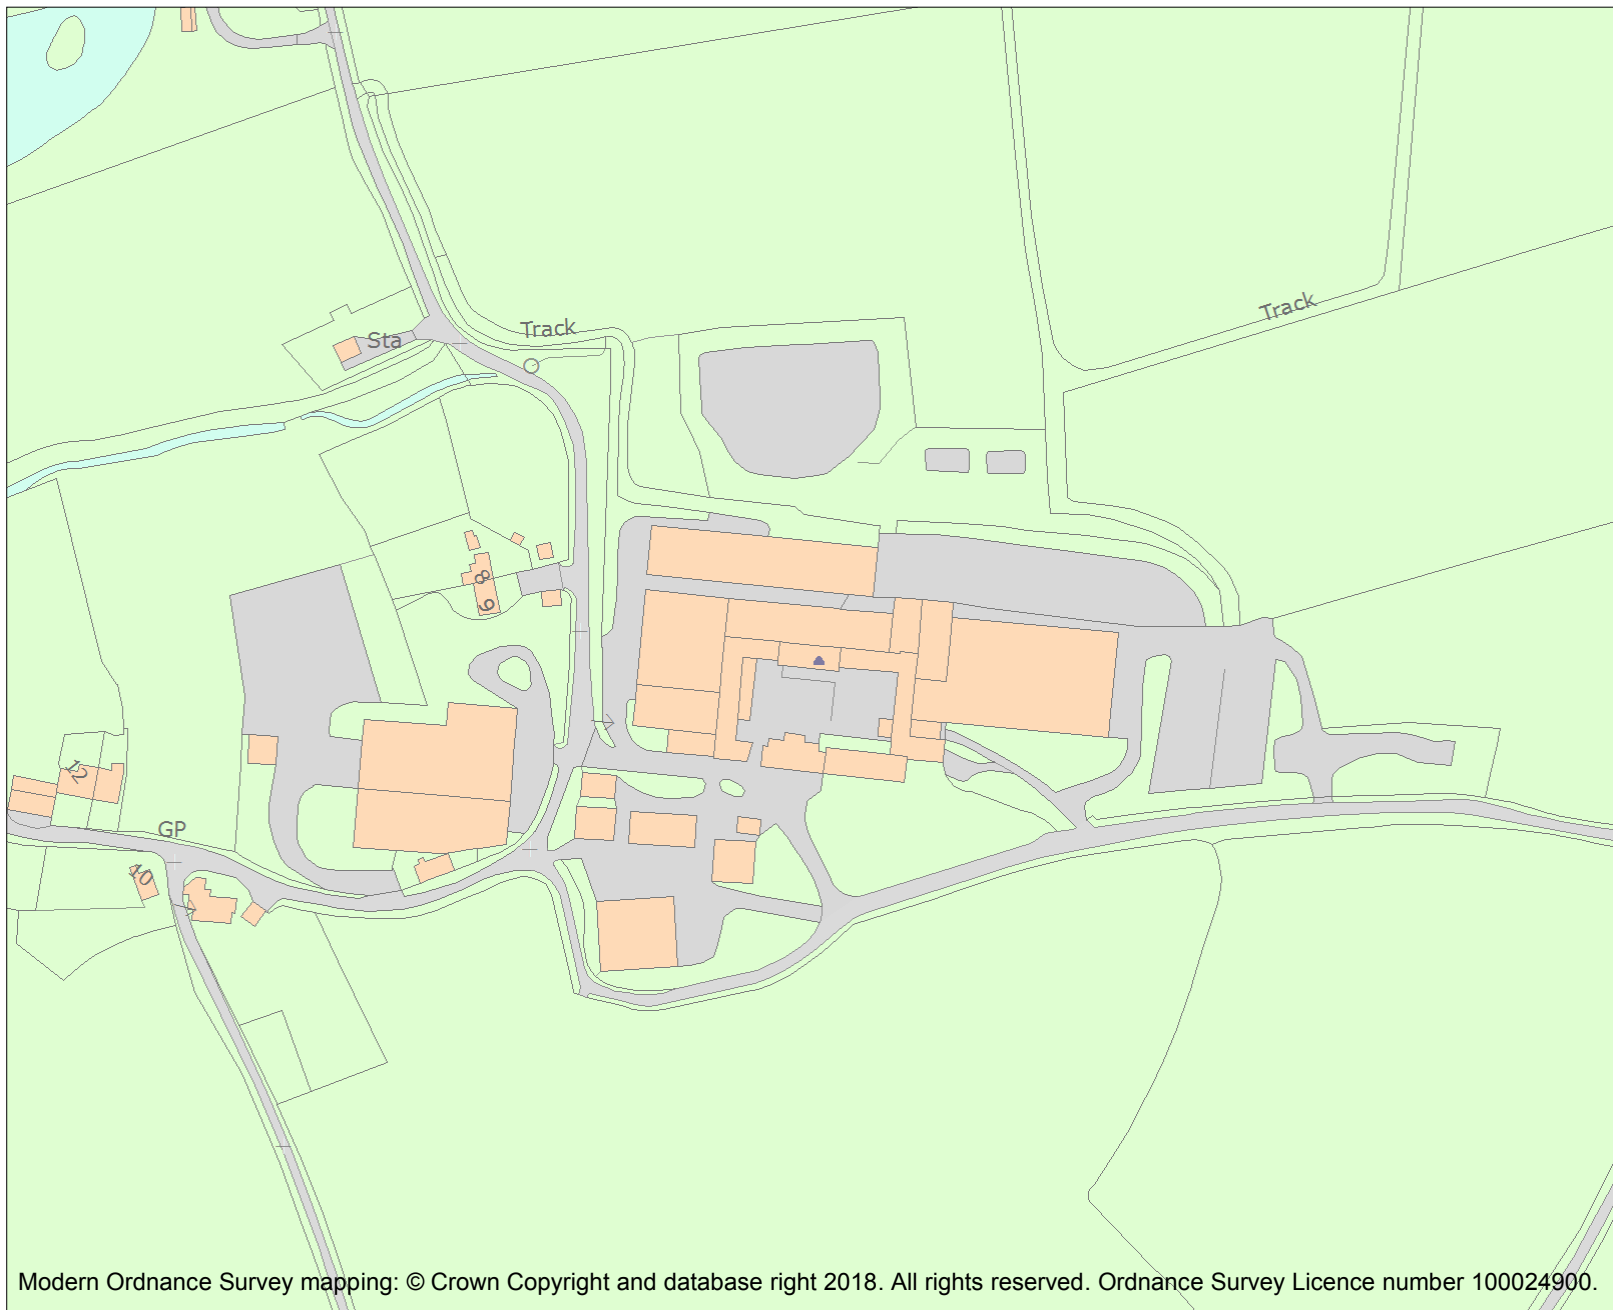 Track
Sta
Track
8
9
12
GP
10
Modern Ordnance Survey mapping: © Crown Copyright and database right 2018. All rights reserved. Ordnance Survey Licence number 100024900.